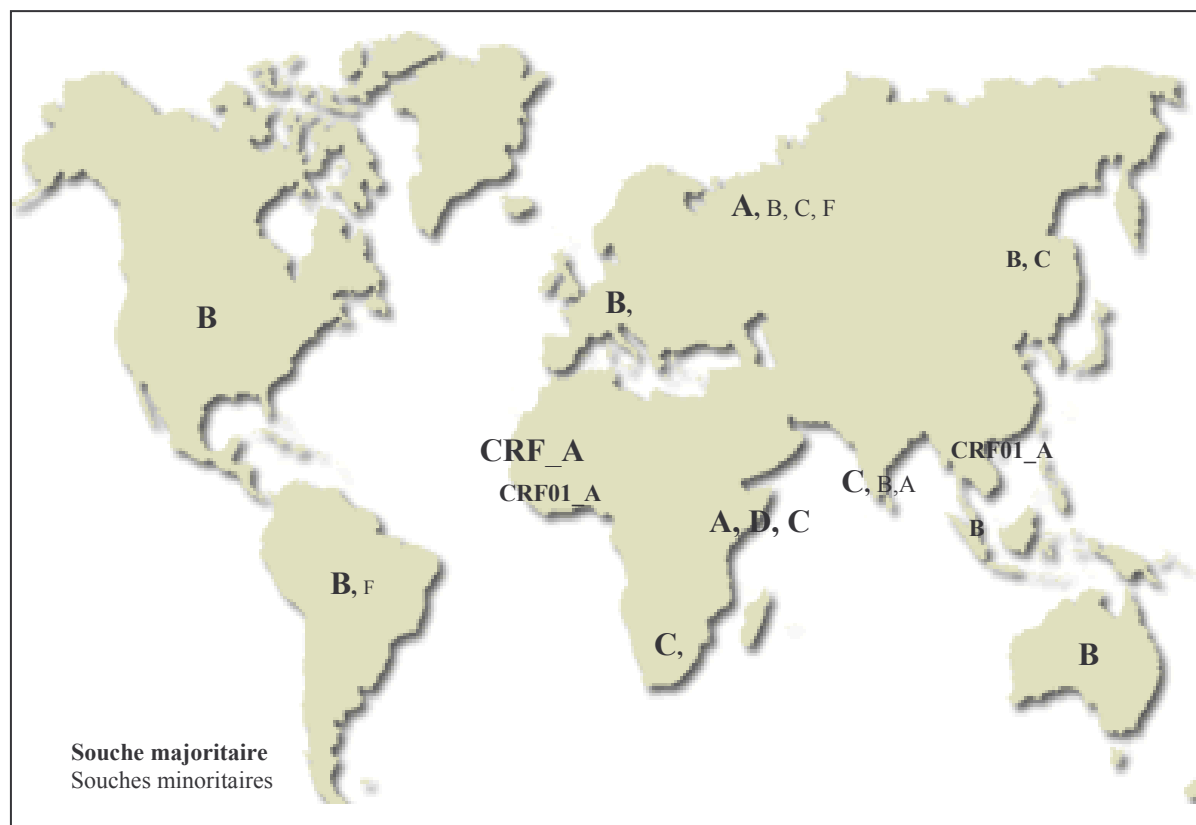 A, B, C, F
B, C
B,
B
CRF_A
CRF01_A
C, B,A
CRF01_A
A, D, C
B
B, F
C,
B
Souche majoritaire
Souches minoritaires